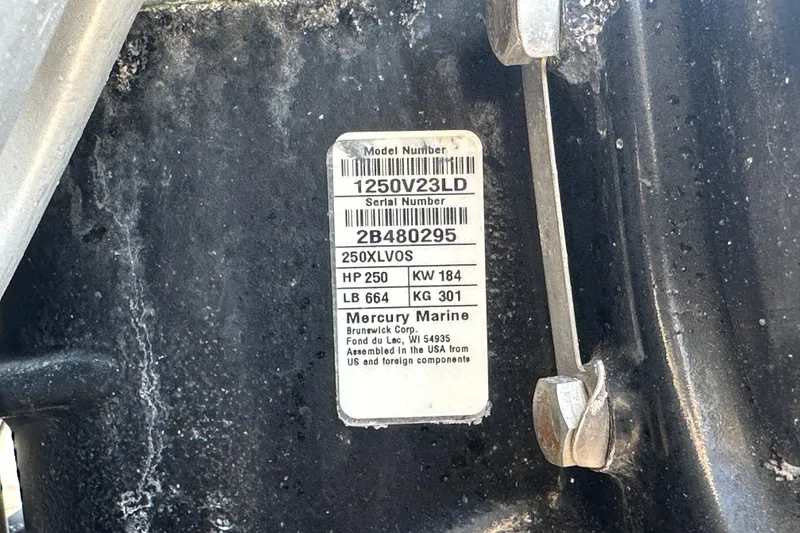 Model Number
1250V23LD
Serial Number
2B480295
250XLVOS
HP 250 KW 184
LB 664 KG 301
Mercury Marine
Brunswick Corp.
Fond du Lac, WI 54935
Assembled in the USA from
US and foreign components